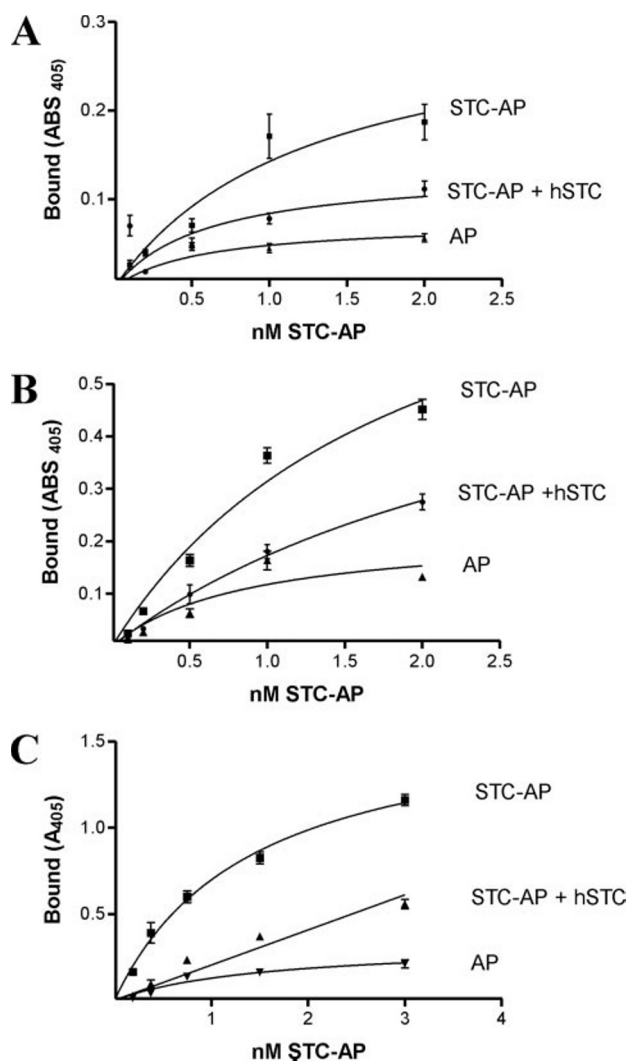 A
Bound (ABS 405)
0.3
0.2
0.1
0.5
1.0
1.5
2.0
2.5
nM STC-AP
STC-AP
STC-AP + hSTC
AP
B
Bound (ABS 405)
0.5
0.4
0.3
0.2
0.1
0.5
1.0
1.5
2.0
2.5
nM STC-AP
STC-AP
STC-AP +hSTC
AP
C
Bound (A405)
1.5
1.0
0.5
1
2
3
4
nM STC-AP
STC-AP
STC-AP + hSTC
AP